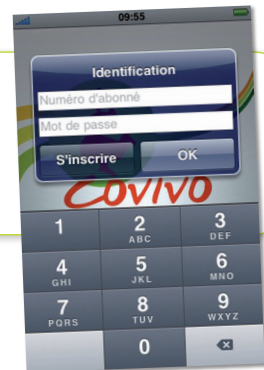 09:55
Identification
Numéro d'abonné
Mot de passe
S'inscrire OK
COVIVO
1 2 3
ABC DEF
4 5 6
GHI JKL MNO
7 8 9
PQRS TUV WXYZ
0